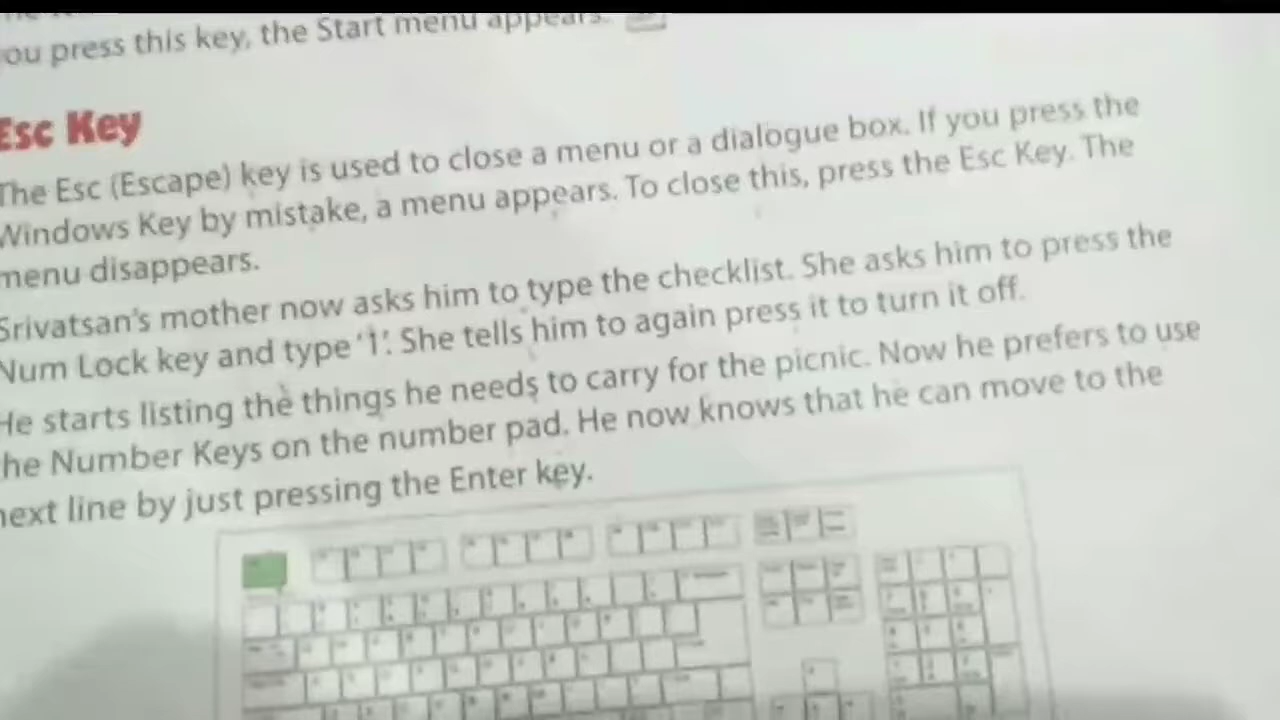 ou press this key, the Start menu appears.
Esc Key
The Esc (Escape) key is used to close a menu or a dialogue box. If you press the
Windows Key by mistake, a menu appears. To close this, press the Esc Key. The
menu disappears.
Srivatsan's mother now asks him to type the checklist. She asks him to press the
Num Lock key and type '1'. She tells him to again press it to turn it off.
He starts listing the things he needs to carry for the picnic. Now he prefers to use
he Number Keys on the number pad. He now knows that he can move to the
next line by just pressing the Enter key.